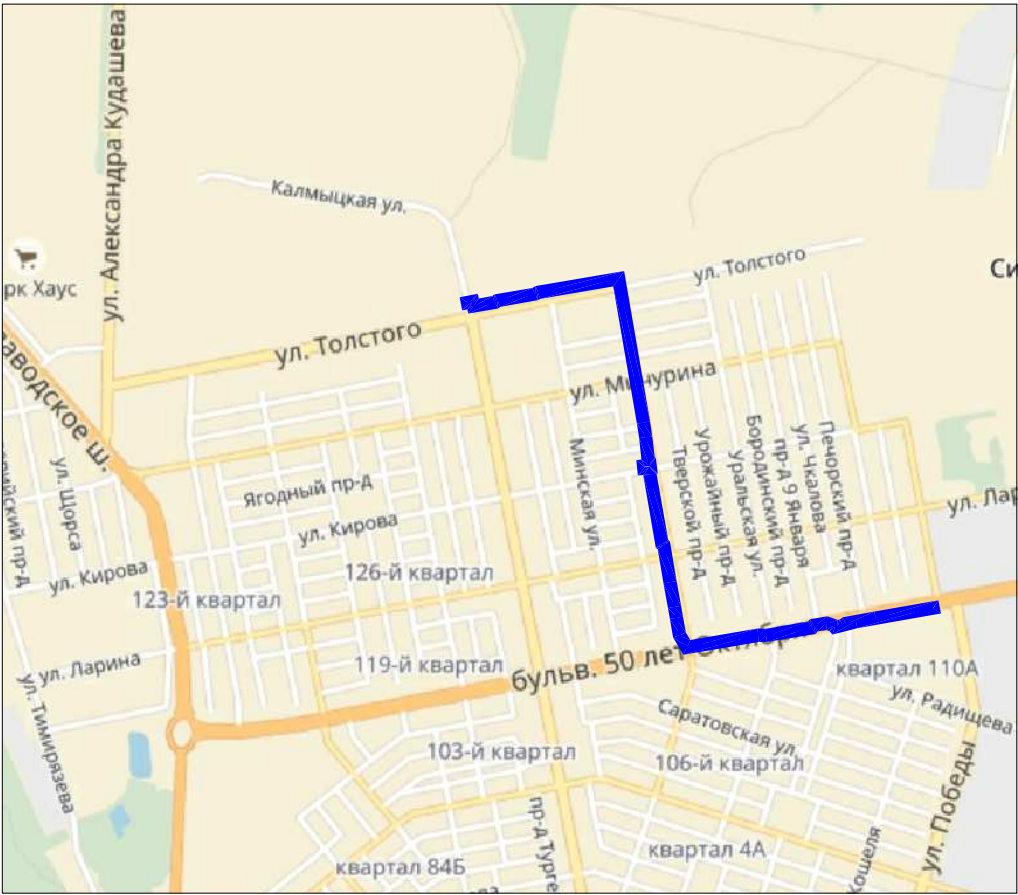 ул. Александра Кудашева
Калмыцкая ул.
рк Хаус
ул. Толстого
Си
ул. Толстого
аводское ш.
ул. Мичурина
Ягодный пр-д
ул. Кирова
Минская ул.
Тверской пр-д
Урожайный пр-д
Уральская ул.
Бородинский пр-д
пр-д 9 Января
ул. Чкалова
Печорский пр-д
ул. Лар
ул. Щорса
ул. Кирова
126-й квартал
123-й квартал
ул. Ларина
119-й квартал
бульв. 50 лет Октября
квартал 110А
ул. Радищева
ул. Тимирязева
Саратовская ул.
103-й квартал
106-й квартал
ул. Победы
пр-д Турге
квартал 84Б
квартал 4А
Кошеля